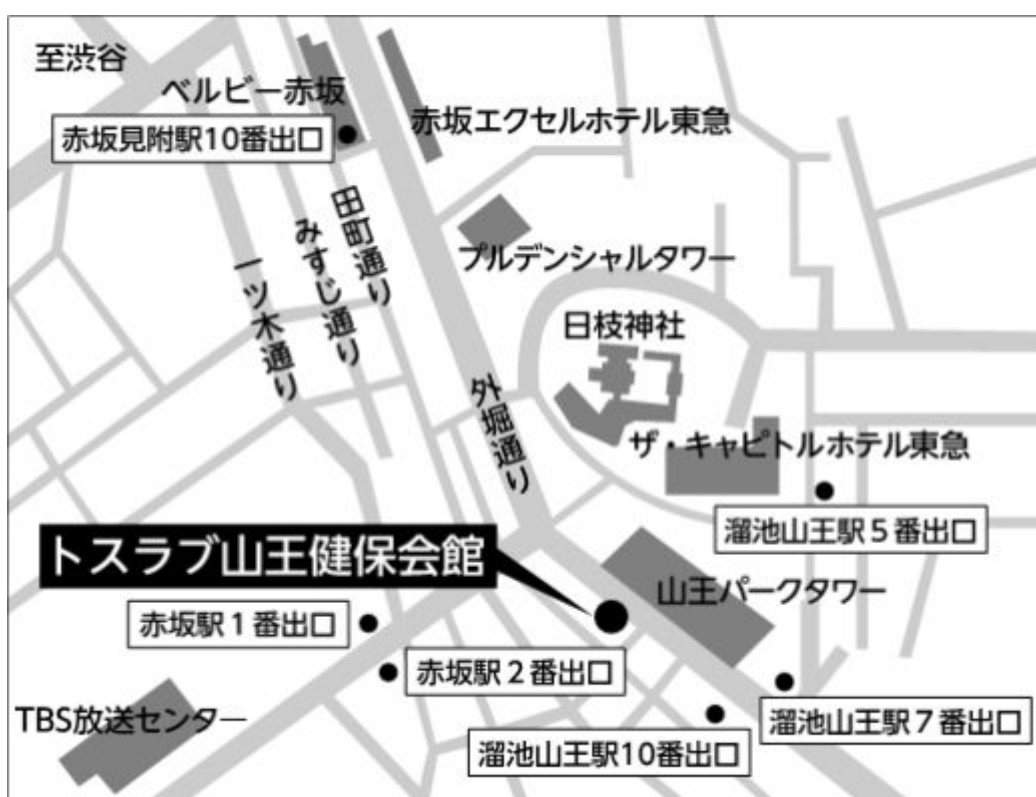 至渋谷
ベルビー赤坂
赤坂見附駅10番出口
赤坂エクセルホテル東急
田町通り
みすじ通り
一ツ木通り
プルデンシャルタワー
日枝神社
外堀通り
ザ・キャピトルホテル東急
溜池山王駅5番出口
トスラブ山王健保会館
山王パークタワー
赤坂駅1番出口
赤坂駅2番出口
TBS放送センター
溜池山王駅7番出口
溜池山王駅10番出口